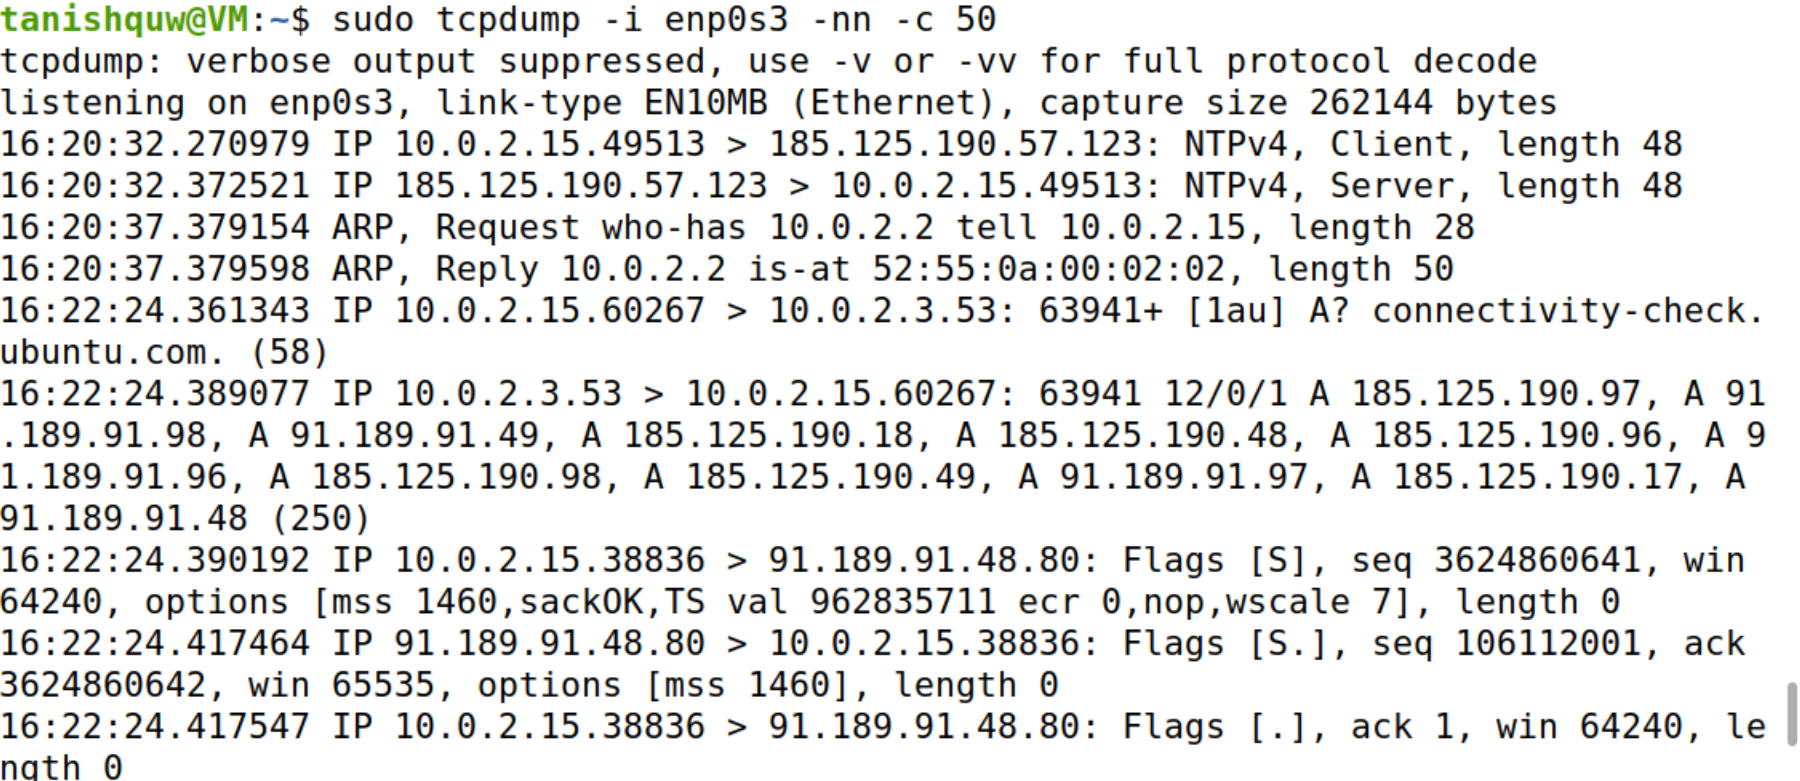 tanishquw@VM:~$ sudo tcpdump -i enp0s3 -nn -c 50
tcpdump: verbose output suppressed, use -v or -vv for full protocol decode
listening on enp0s3, link-type EN10MB (Ethernet), capture size 262144 bytes
16:20:32.270979 IP 10.0.2.15.49513 > 185.125.190.57.123: NTPv4, Client, length 48
16:20:32.372521 IP 185.125.190.57.123 > 10.0.2.15.49513: NTPv4, Server, length 48
16:20:37.379154 ARP, Request who-has 10.0.2.2 tell 10.0.2.15, length 28
16:20:37.379598 ARP, Reply 10.0.2.2 is-at 52:55:0a:00:02:02, length 50
16:22:24.361343 IP 10.0.2.15.60267 > 10.0.2.3.53: 63941+ [1au] A? connectivity-check.
ubuntu.com. (58)
16:22:24.389077 IP 10.0.2.3.53 > 10.0.2.15.60267: 63941 12/0/1 A 185.125.190.97, A 91
.189.91.98, A 91.189.91.49, A 185.125.190.18, A 185.125.190.48, A 185.125.190.96, A 9
1.189.91.96, A 185.125.190.98, A 185.125.190.49, A 91.189.91.97, A 185.125.190.17, A
91.189.91.48 (250)
16:22:24.390192 IP 10.0.2.15.38836 > 91.189.91.48.80: Flags [S], seq 3624860641, win
64240, options [mss 1460,sackOK,TS val 962835711 ecr 0,nop,wscale 7], length 0
16:22:24.417464 IP 91.189.91.48.80 > 10.0.2.15.38836: Flags [S.], seq 106112001, ack
3624860642, win 65535, options [mss 1460], length 0
16:22:24.417547 IP 10.0.2.15.38836 > 91.189.91.48.80: Flags [.], ack 1, win 64240, le
ngth 0